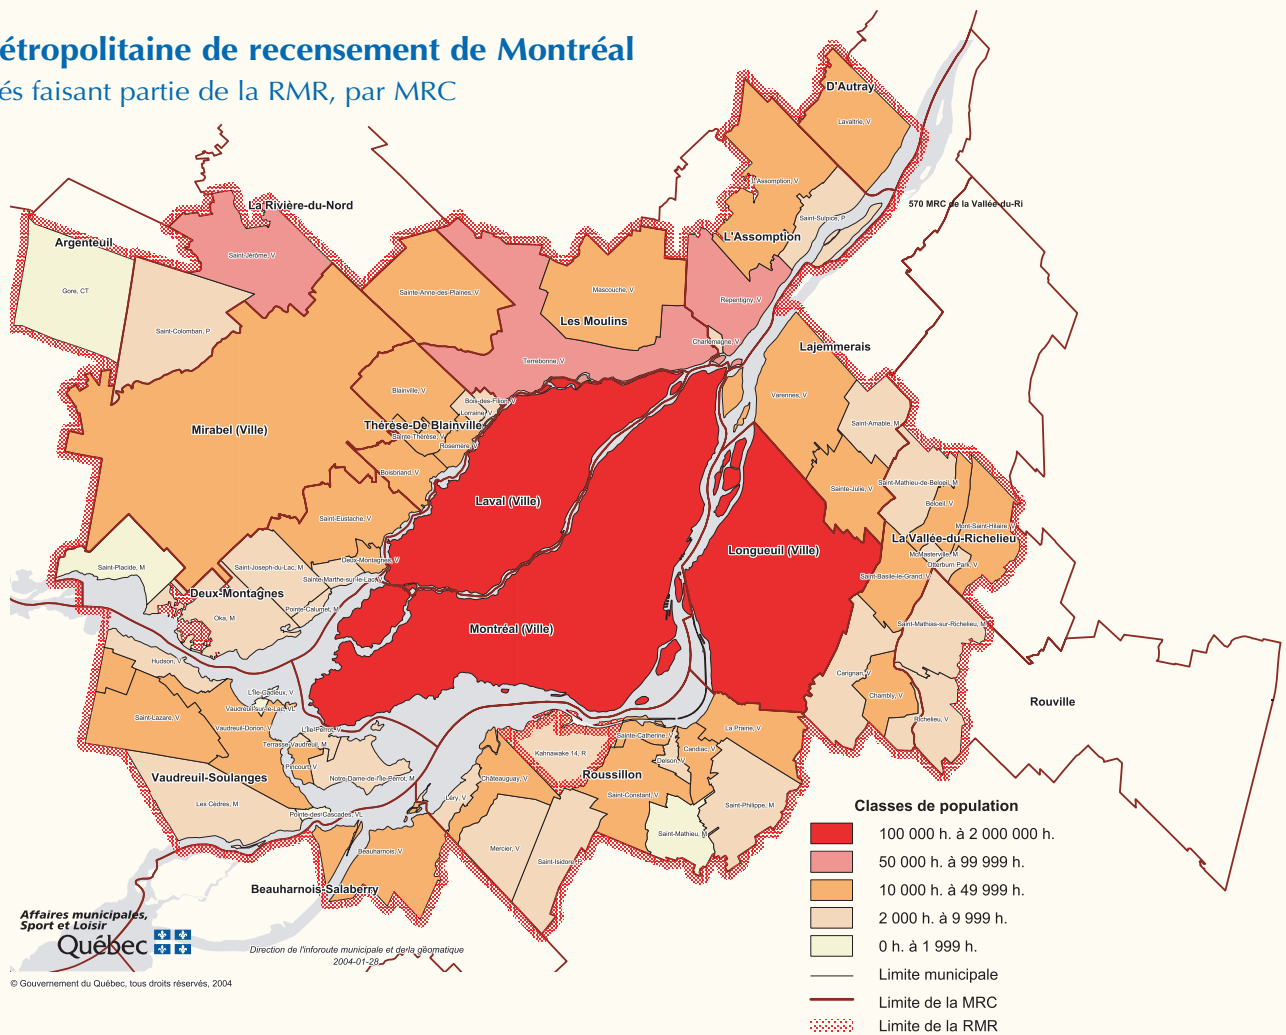 étropolitaine de recensement de Montréal
és faisant partie de la RMR, par MRC
D'Autray
Lavaltrie, V
L'Assomption, V
La Rivière-du-Nord
570 MRC de la Vallée-du-Ri
Saint-Sulpice, P
Argenteuil
L'Assomption
Saint-Jérôme, V
Gore, CT
Sainte-Anne-des-Plaines, V
Mascouche, V
Repentigny, V
Les Moulins
Saint-Colomban, P
Charlemagne, V
Lajemmerais
Terrebonne, V
Blainville, V
Varennes, V
Bois-des-Filion, V
Lorraine, V
Saint-Amable, M
Thérèse-De Blainville
Mirabel (Ville)
Sainte-Thérèse, V
Rosemère, V
Boisbriand, V
Saint-Mathieu-de-Beloeil, M
Sainte-Julie, V
Laval (Ville)
Beloeil, V
Saint-Eustache, V
Mont-Saint-Hilaire, V
La Vallée-du-Richelieu
Longueuil (Ville)
McMasterville, M
Deux-Montagnes, V
Otterburn Park, V
Saint-Placide, M
Saint-Joseph-du-Lac, M
Saint-Basile-le-Grand, V
Sainte-Marthe-sur-le-Lac, V
Deux-Montagnes
Pointe-Calumet, M
Oka, M
Saint-Mathias-sur-Richelieu, M
Montréal (Ville)
Hudson, V
Carignan, V
L'Île-Cadieux, V
Chambly, V
Rouville
Vaudreuil-sur-le-Lac, VL
Saint-Lazare, V
Richelieu, V
Vaudreuil-Dorion, V
L'Île-Perrot, V
La Prairie, V
Sainte-Catherine, V
Terrasse-Vaudreuil, M
Candiac, V
Kahnawake 14, R
Delson, V
Pincourt, V
Roussillon
Vaudreuil-Soulanges
Notre-Dame-de-l'Île-Perrot, M
Châteauguay, V
Saint-Constant, V
Léry, V
Les Cèdres, M
Saint-Philippe, M
Classes de population
Pointe-des-Cascades, VL
100 000 h. à 2 000 000 h.
Saint-Mathieu, M
Mercier, V
Beauharnois, V
Saint-Isidore, P
50 000 h. à 99 999 h.
Beauharnois-Salaberry
10 000 h. à 49 999 h.
2 000 h. à 9 999 h.
0 h. à 1 999 h.
Limite municipale
Limite de la MRC
Limite de la RMR
Affaires municipales,
Sport et Loisir
Québec
Direction de l'inforoute municipale et de la géomatique
2004-01-28
© Gouvernement du Québec, tous droits réservés, 2004